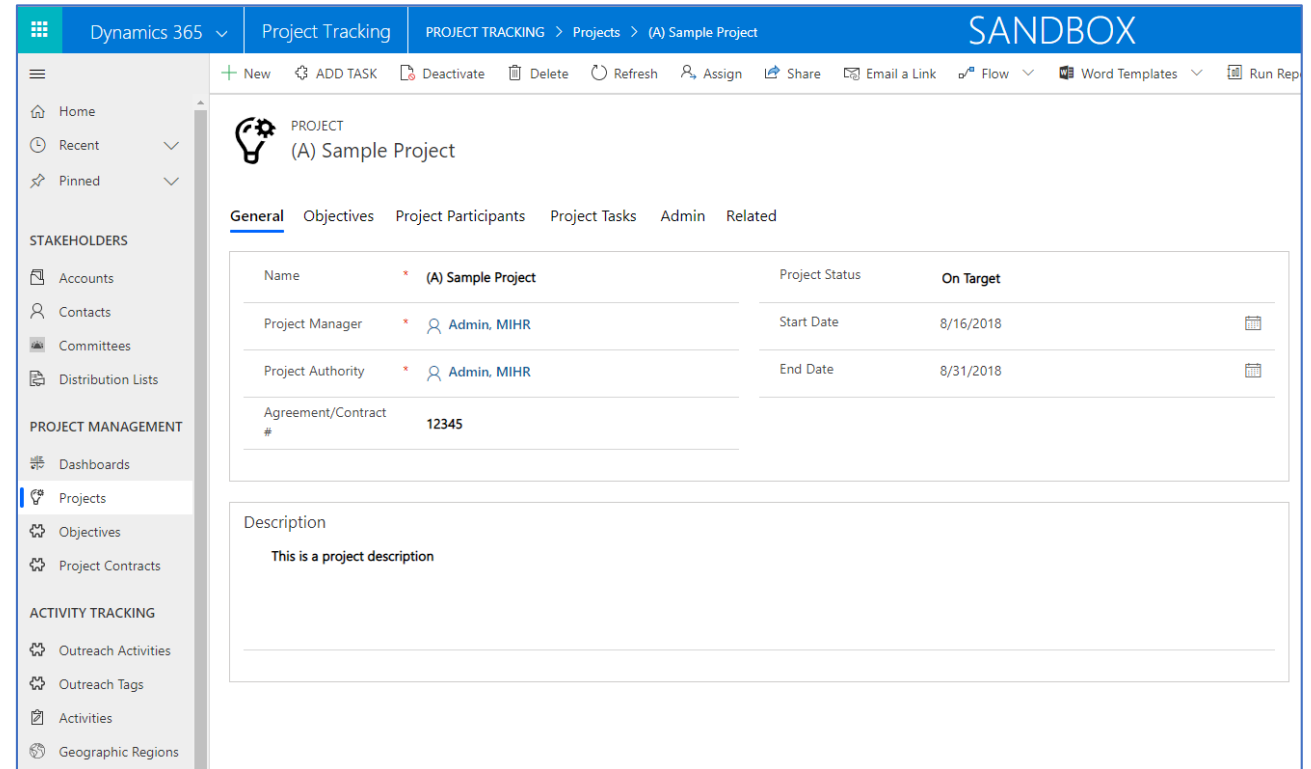 Dynamics 365 Project Tracking PROJECT TRACKING > Projects > (A) Sample Project SANDBOX
New ADD TASK Deactivate Delete Refresh Assign Share Email a Link Flow Word Templates Run Rep
Home
Recent
Pinned
STAKEHOLDERS
Accounts
Contacts
Committees
Distribution Lists
PROJECT MANAGEMENT
Dashboards
Projects
Objectives
Project Contracts
ACTIVITY TRACKING
Outreach Activities
Outreach Tags
Activities
Geographic Regions
PROJECT
(A) Sample Project
General Objectives Project Participants Project Tasks Admin Related
Name * (A) Sample Project
Project Manager * Admin, MIHR
Project Authority * Admin, MIHR
Agreement/Contract
# 12345
Project Status On Target
Start Date 8/16/2018
End Date 8/31/2018
Description
This is a project description